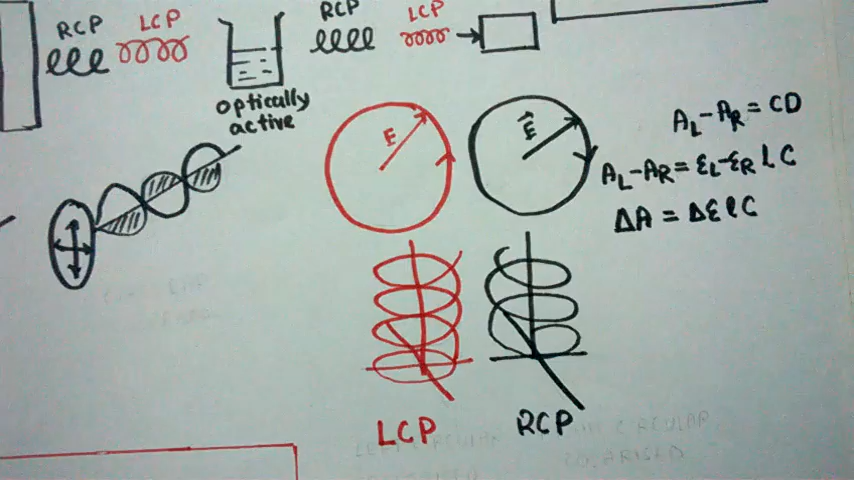 RCP LCP
RCP LCP
optically
active
E
E⃗
A_L - A_R = CD
A_L - A_R = ε_L - ε_R L C
ΔA = Δε l C
LCP
RCP